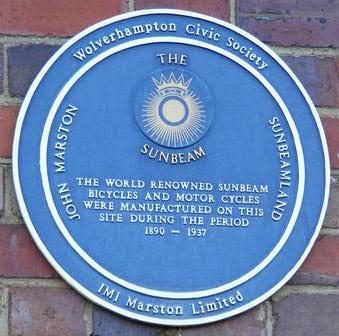 Wolverhampton Civic Society
THE
SUNBEAM
JOHN MARSTON
SUNBEAMLAND
THE WORLD RENOWNED SUNBEAM
BICYCLES AND MOTOR CYCLES
WERE MANUFACTURED ON THIS
SITE DURING THE PERIOD
1890 — 1937
IMI Marston Limited